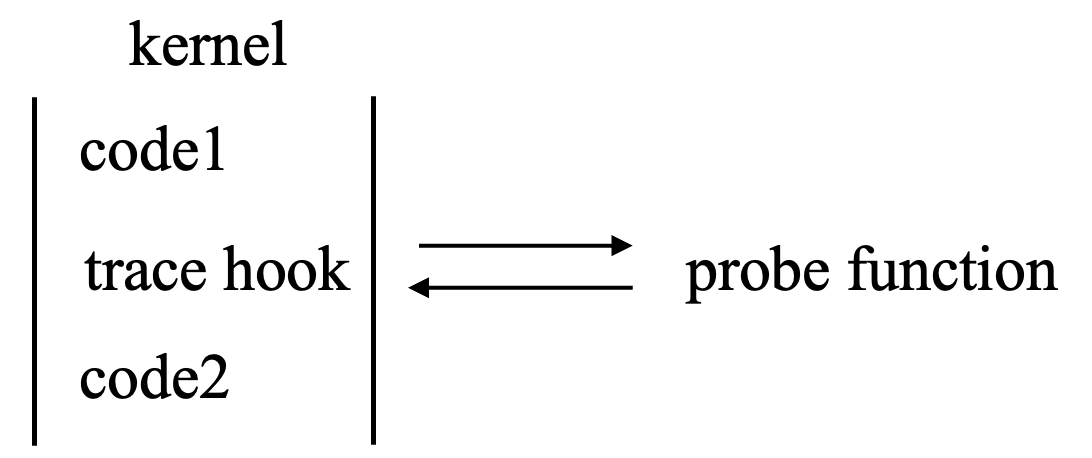 kernel
code1
trace hook
probe function
code2